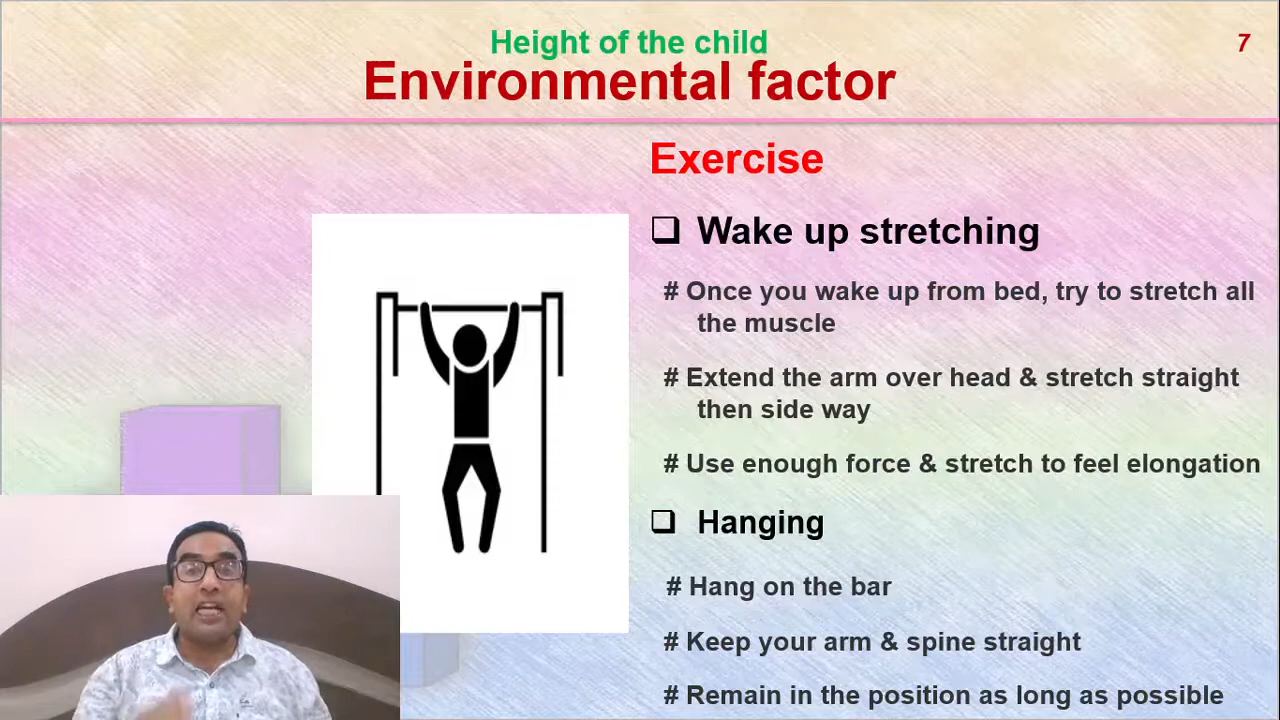 Height of the child
7
Environmental factor
Exercise
❑ Wake up stretching
# Once you wake up from bed, try to stretch all
the muscle
# Extend the arm over head & stretch straight
then side way
# Use enough force & stretch to feel elongation
❑ Hanging
# Hang on the bar
# Keep your arm & spine straight
# Remain in the position as long as possible